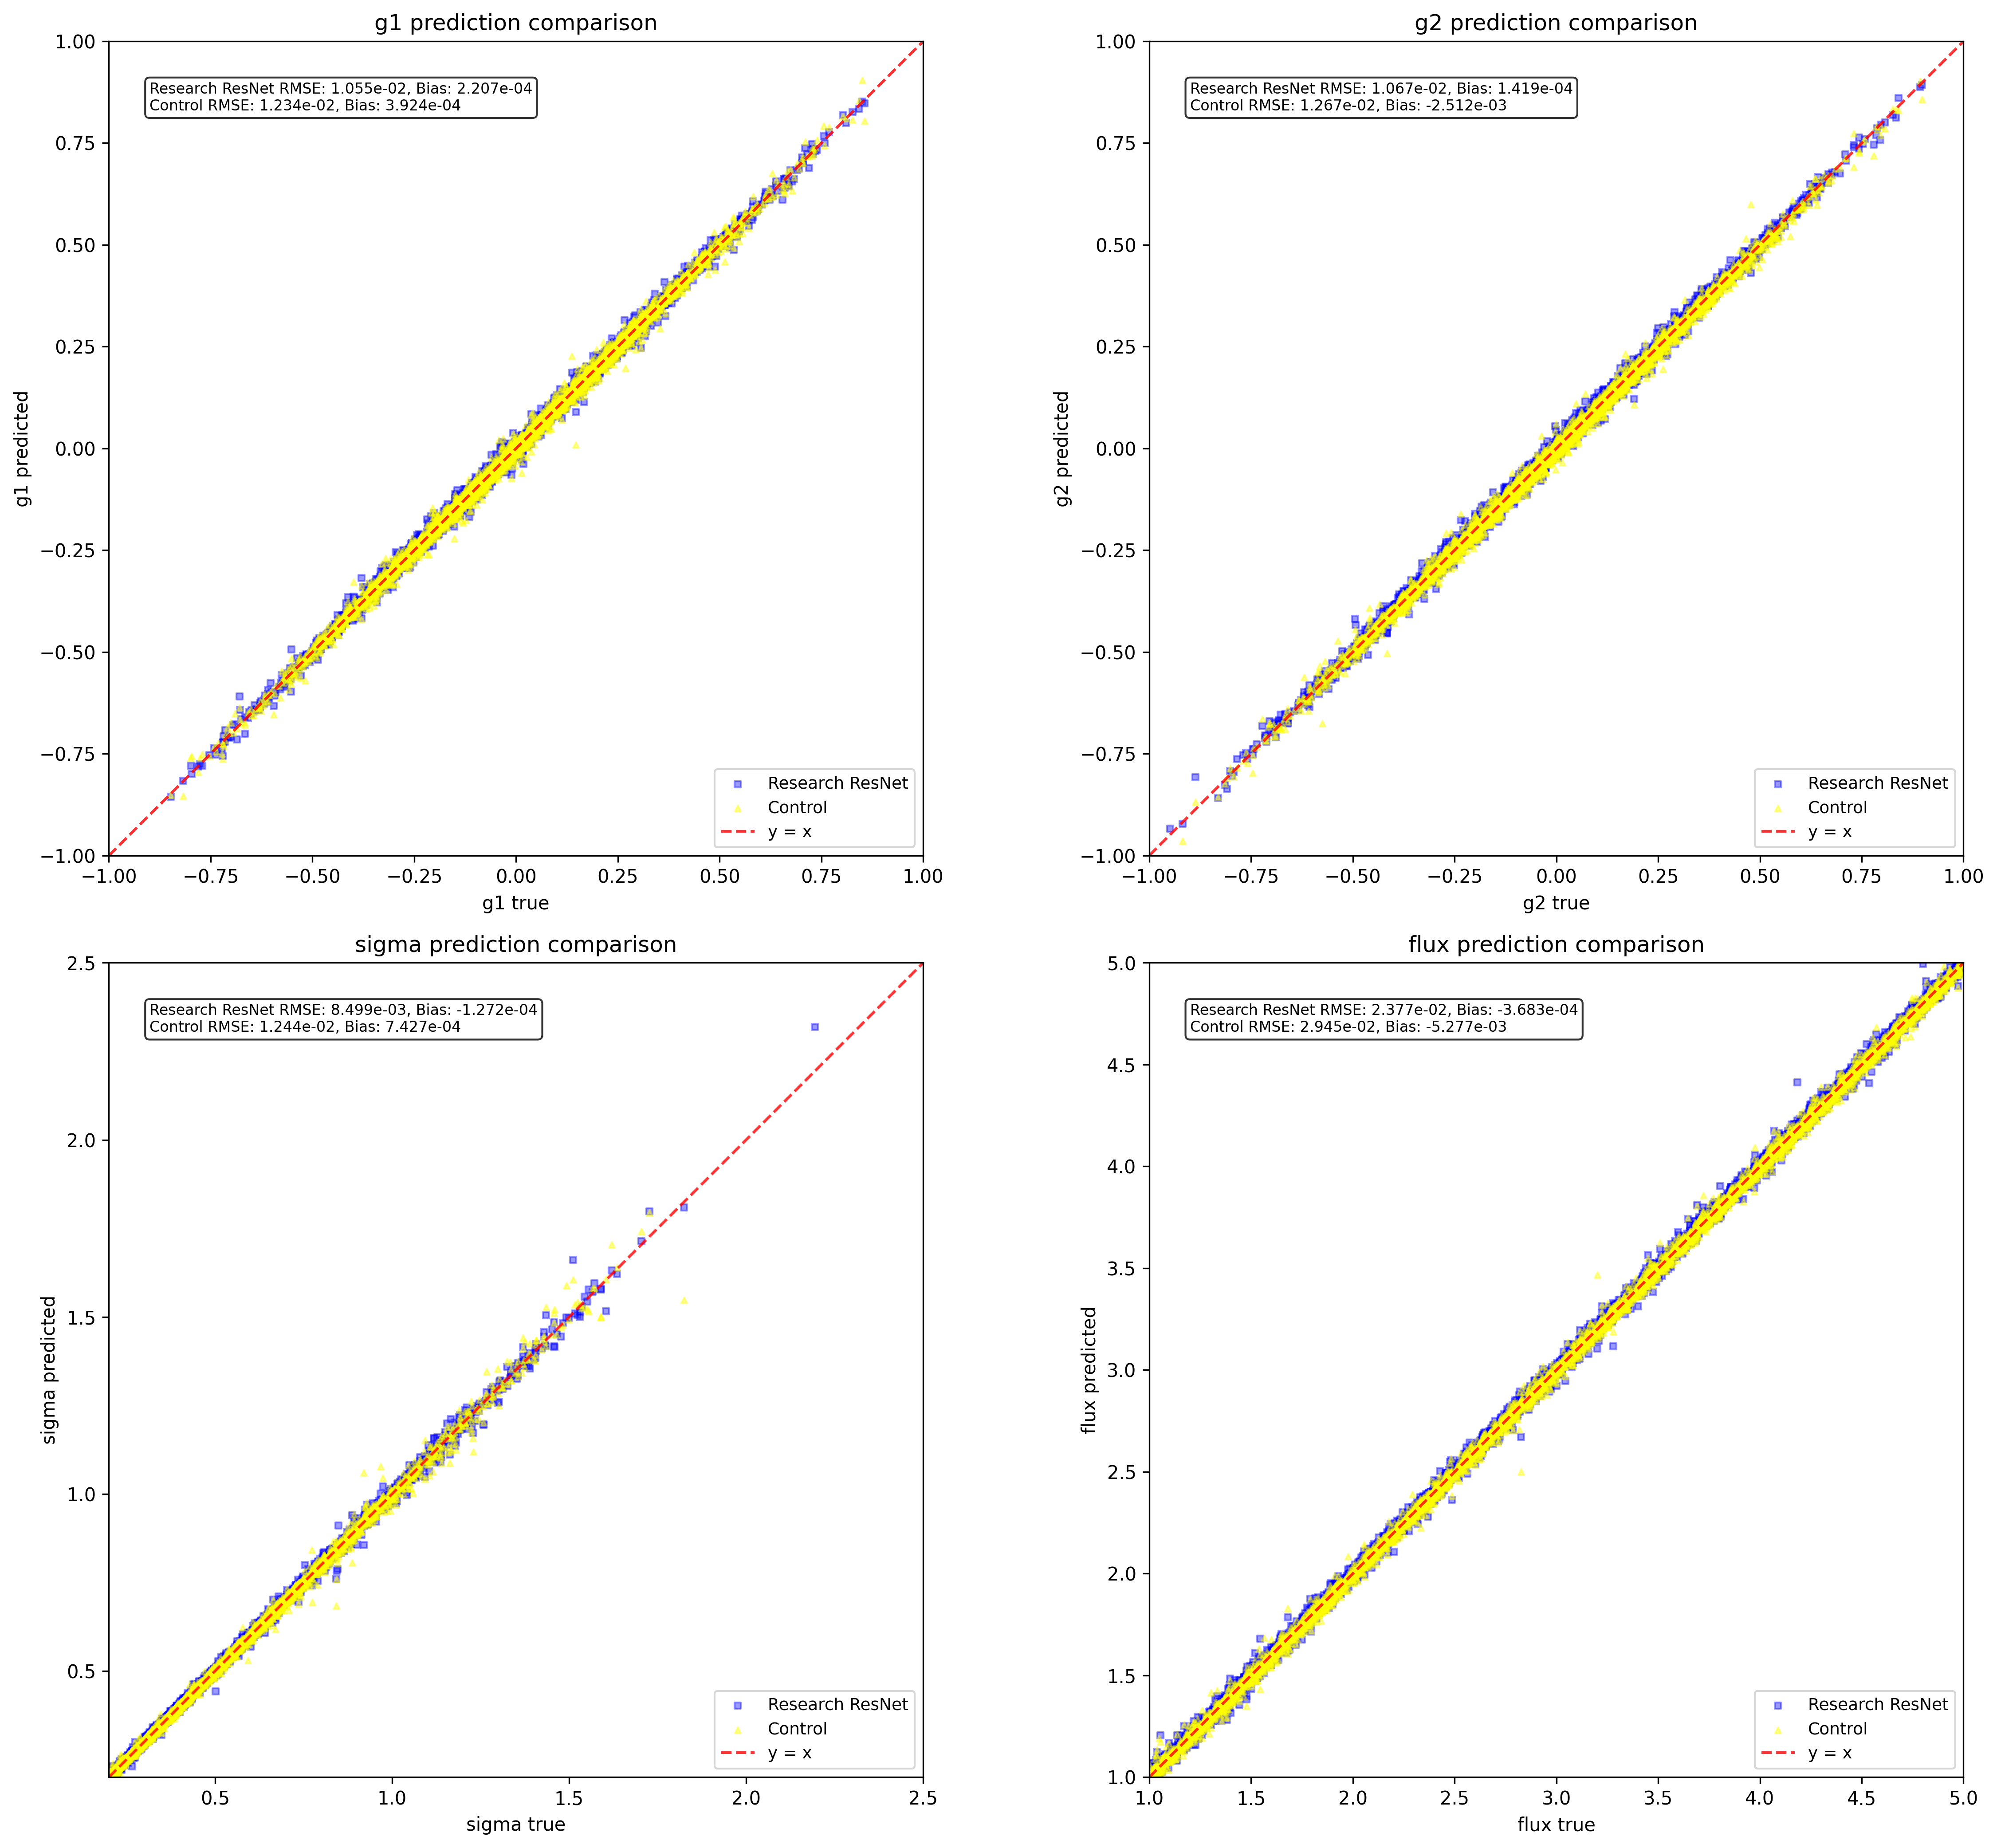 g1 prediction comparison
1.00
0.75
0.50
0.25
0.00
−0.25
−0.50
−0.75
−1.00
g1 predicted
Research ResNet RMSE: 1.055e-02, Bias: 2.207e-04
Control RMSE: 1.234e-02, Bias: 3.924e-04
Research ResNet
Control
y = x
−1.00 −0.75 −0.50 −0.25 0.00 0.25 0.50 0.75 1.00
g1 true
g2 prediction comparison
1.00
0.75
0.50
0.25
0.00
−0.25
−0.50
−0.75
−1.00
g2 predicted
Research ResNet RMSE: 1.067e-02, Bias: 1.419e-04
Control RMSE: 1.267e-02, Bias: -2.512e-03
Research ResNet
Control
y = x
−1.00 −0.75 −0.50 −0.25 0.00 0.25 0.50 0.75 1.00
g2 true
sigma prediction comparison
2.5
2.0
1.5
1.0
0.5
sigma predicted
Research ResNet RMSE: 8.499e-03, Bias: -1.272e-04
Control RMSE: 1.244e-02, Bias: 7.427e-04
Research ResNet
Control
y = x
0.5 1.0 1.5 2.0 2.5
sigma true
flux prediction comparison
5.0
4.5
4.0
3.5
3.0
2.5
2.0
1.5
1.0
flux predicted
Research ResNet RMSE: 2.377e-02, Bias: -3.683e-04
Control RMSE: 2.945e-02, Bias: -5.277e-03
Research ResNet
Control
y = x
1.0 1.5 2.0 2.5 3.0 3.5 4.0 4.5 5.0
flux true